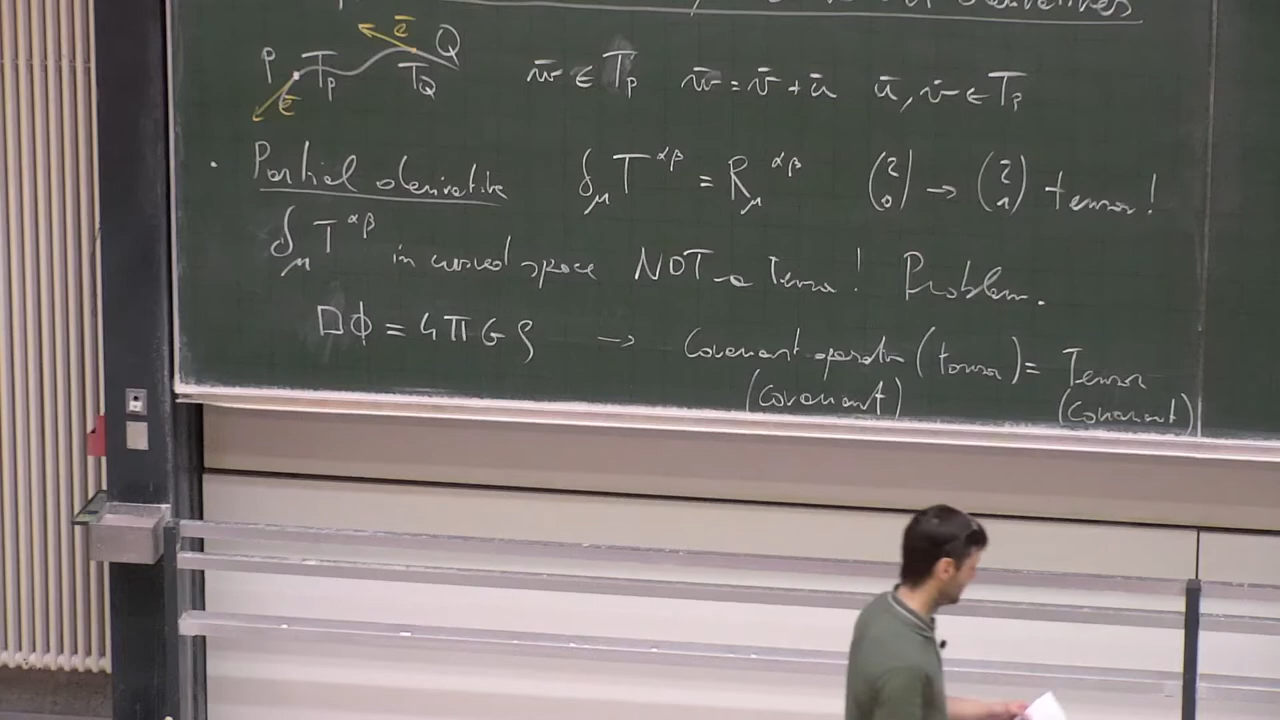 derivatives
P T_P ē T_Q Q ē w̄ ∈ T_P w̄ = v̄ + ū ū, v̄ ∈ T_P
· Partial derivative ∂_μ T^{αβ} = R_μ^{αβ} (2 0) → (2 1) tensor!
∂_μ T^{αβ} in curved space NOT a Tensor! Problem.
□ϕ = 4πGρ → Covariant operator (tensor) = Tensor
(covariant) (covariant)